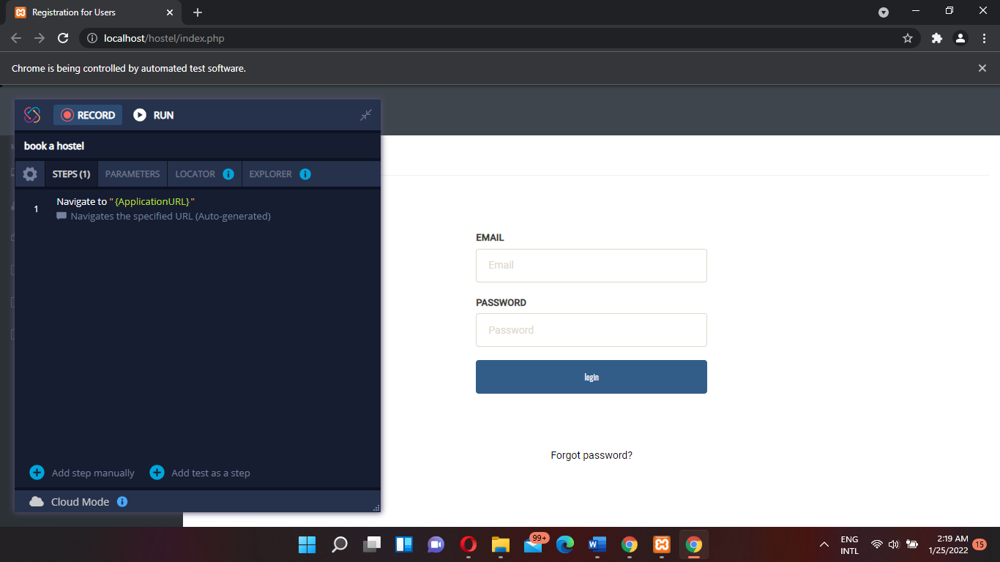 Registration for Users
localhost/hostel/index.php
Chrome is being controlled by automated test software.
RECORD RUN
book a hostel
STEPS (1) PARAMETERS LOCATOR i EXPLORER i
1 Navigate to "{ApplicationURL}"
Navigates the specified URL (Auto-generated)
EMAIL
Email
PASSWORD
Password
login
Forgot password?
Add step manually Add test as a step
Cloud Mode i
99+
ENG
INTL
2:19 AM
1/25/2022
15